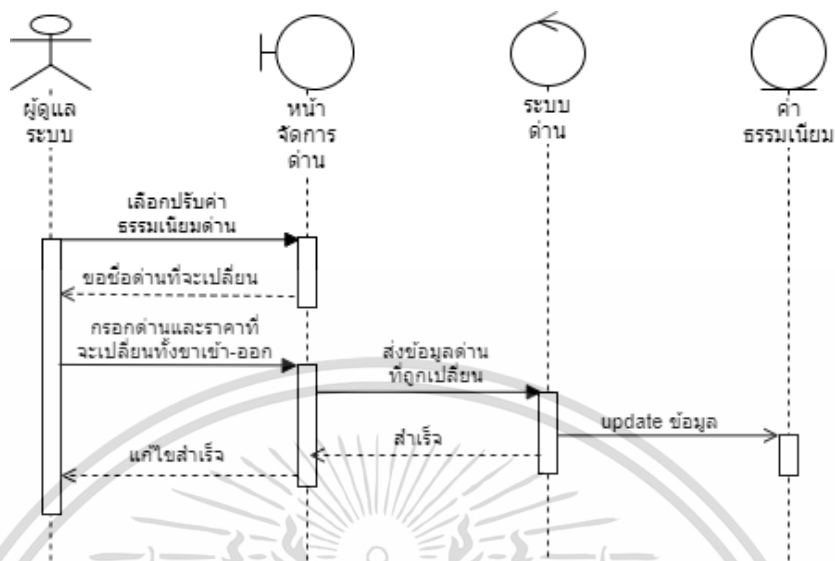 ผู้ดูแล
ระบบ
หน้า
จัดการ
ด่าน
ระบบ
ด่าน
ค่า
ธรรมเนียม
เลือกปรับค่า
ธรรมเนียมด่าน
ขอชื่อด่านที่จะเปลี่ยน
กรอกด่านและราคาที่
จะเปลี่ยนทั้งขาเข้า-ออก
ส่งข้อมูลด่าน
ที่ถูกเปลี่ยน
update ข้อมูล
สำเร็จ
แก้ไขสำเร็จ